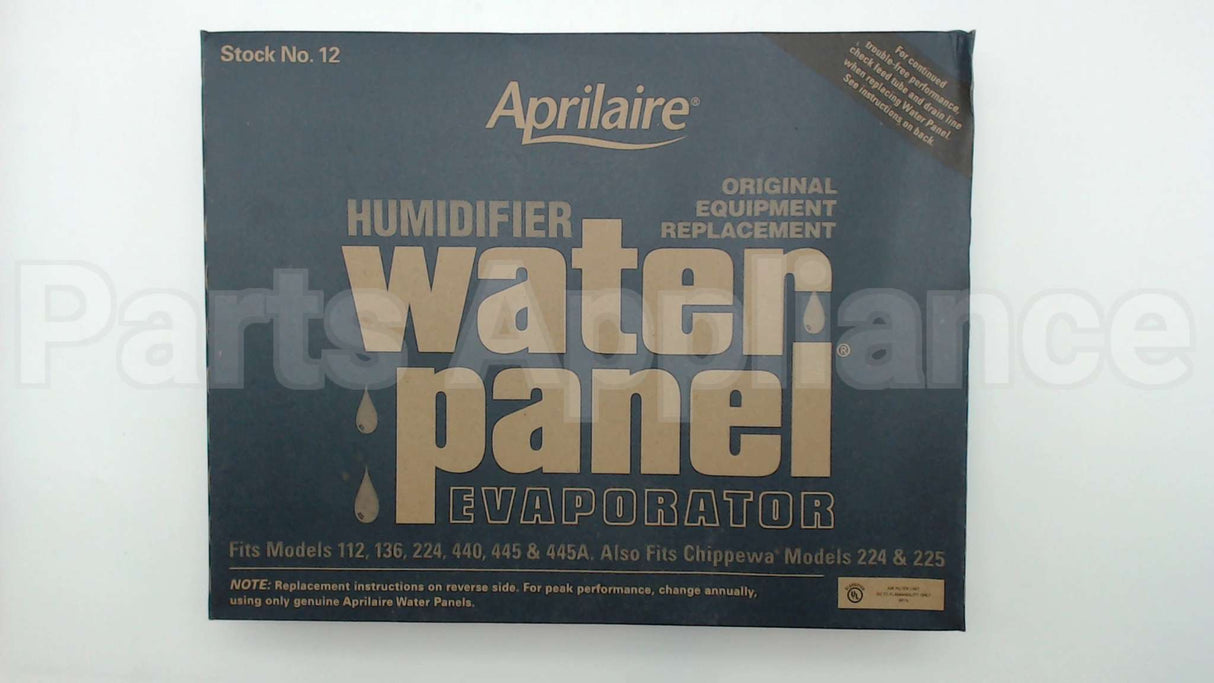 Stock No. 12
For continued
trouble-free performance,
check feed tube and drain line
when replacing Water Panel.
See instructions on back.
Aprilaire®
ORIGINAL
EQUIPMENT
REPLACEMENT
HUMIDIFIER
water
panel®
EVAPORATOR
Parts Appliance
Fits Models 112, 136, 224, 440, 445 & 445A. Also Fits Chippewa® Models 224 & 225
NOTE: Replacement instructions on reverse side. For peak performance, change annually,
using only genuine Aprilaire Water Panels.
UL